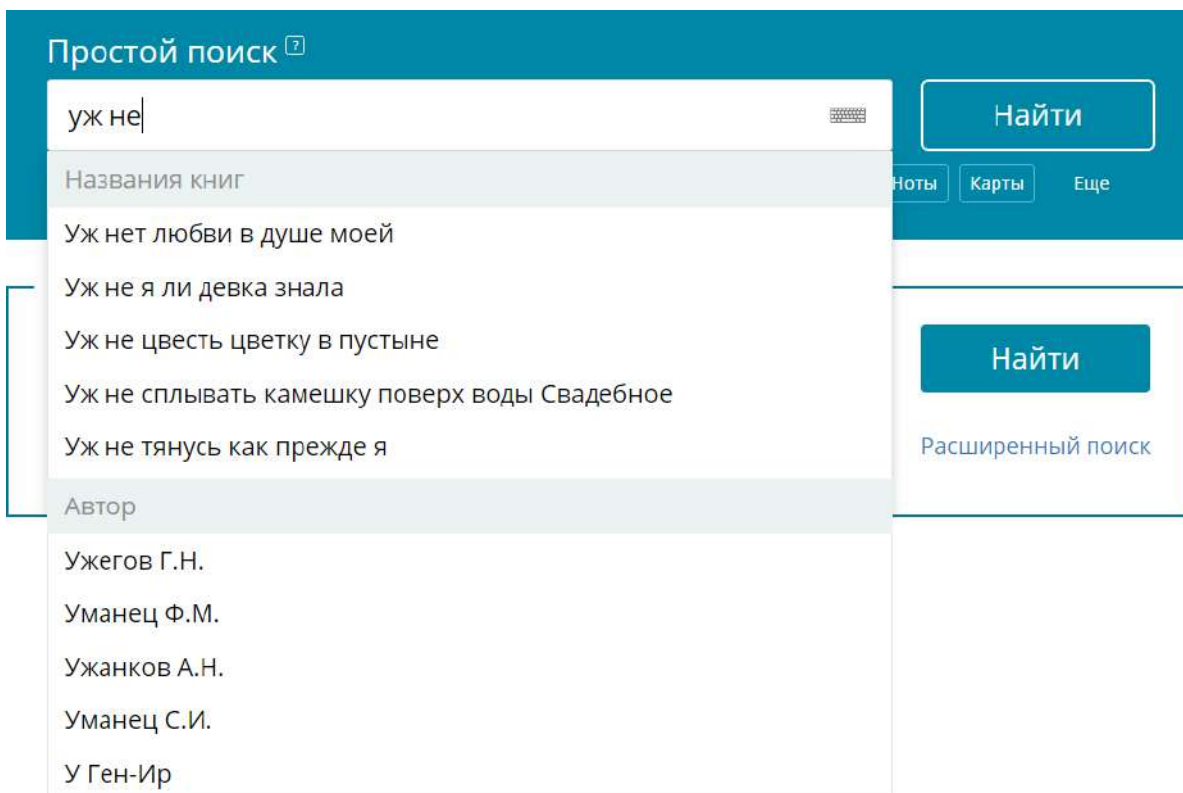 Простой поиск ?
уж не
Найти
Названия книг
Ноты Карты Еще
Уж нет любви в душе моей
Уж не я ли девка знала
Уж не цвесть цветку в пустыне
Найти
Уж не сплывать камешку поверх воды Свадебное
Уж не тянусь как прежде я
Расширенный поиск
Автор
Ужегов Г.Н.
Уманец Ф.М.
Ужанков А.Н.
Уманец С.И.
У Ген-Ир